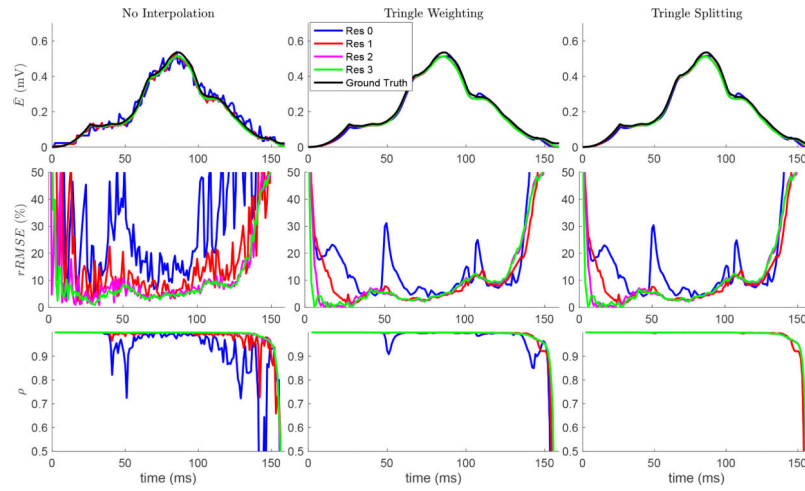 No Interpolation
Tringle Weighting
Tringle Splitting
Res 0
Res 1
Res 2
Res 3
Ground Truth
Ē (mV)
0.6
0.4
0.2
0
0 50 100 150
0
0 50 100 150
0
0 50 100 150
rRMSE (%)
50
40
30
20
10
0
0 50 100 150
50
40
30
20
10
0
0 50 100 150
50
40
30
20
10
0
0 50 100 150
ρ
0.9
0.8
0.7
0.6
0.5
0 50 100 150
time (ms)
0.9
0.8
0.7
0.6
0.5
0 50 100 150
time (ms)
0.9
0.8
0.7
0.6
0.5
0 50 100 150
time (ms)